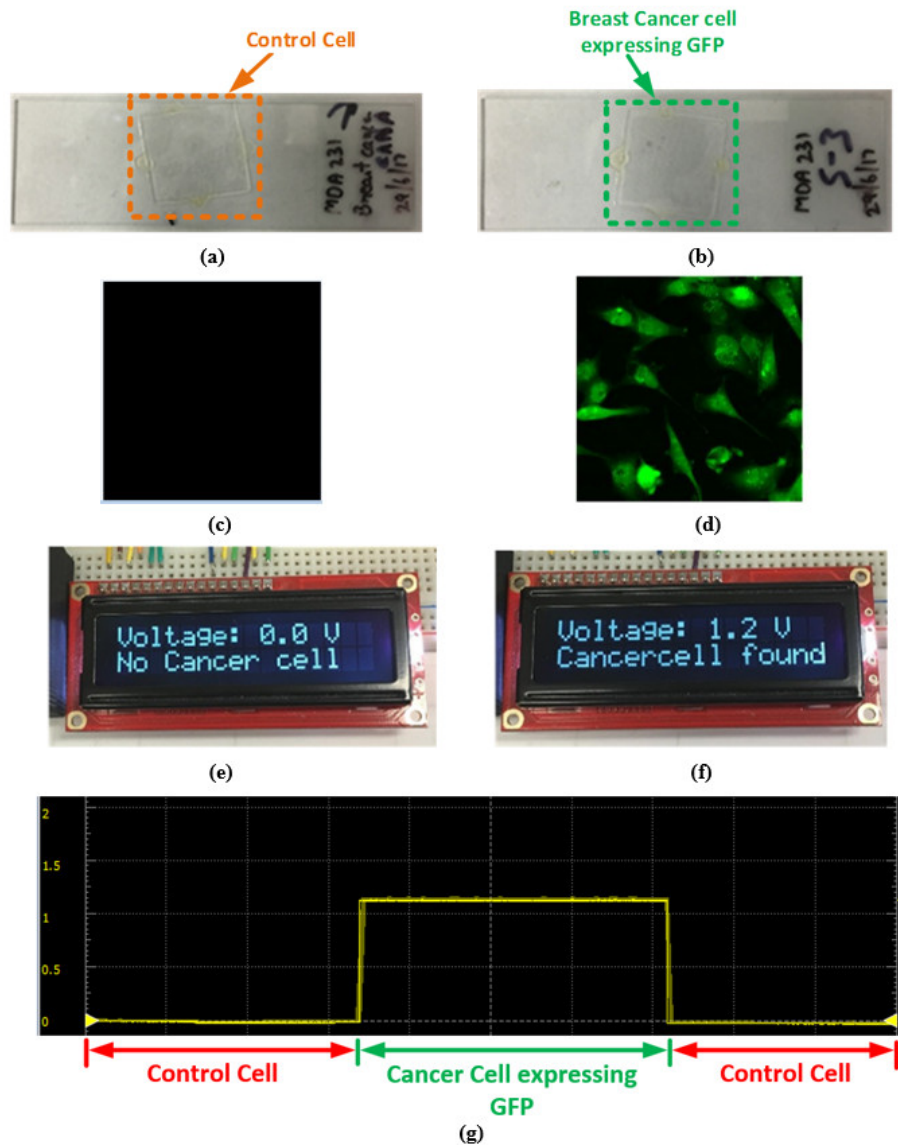 Control Cell
Breast Cancer cell
expressing GFP
MDA 231
Breast cance
29/6/17
MDA 231
S-3
29/6/17
(a)
(b)
(c)
(d)
Voltage: 0.0 V
No Cancer cell
Voltage: 1.2 V
Cancercell found
(e)
(f)
2
1.5
1
0.5
0
Control Cell
Cancer Cell expressing
GFP
Control Cell
(g)